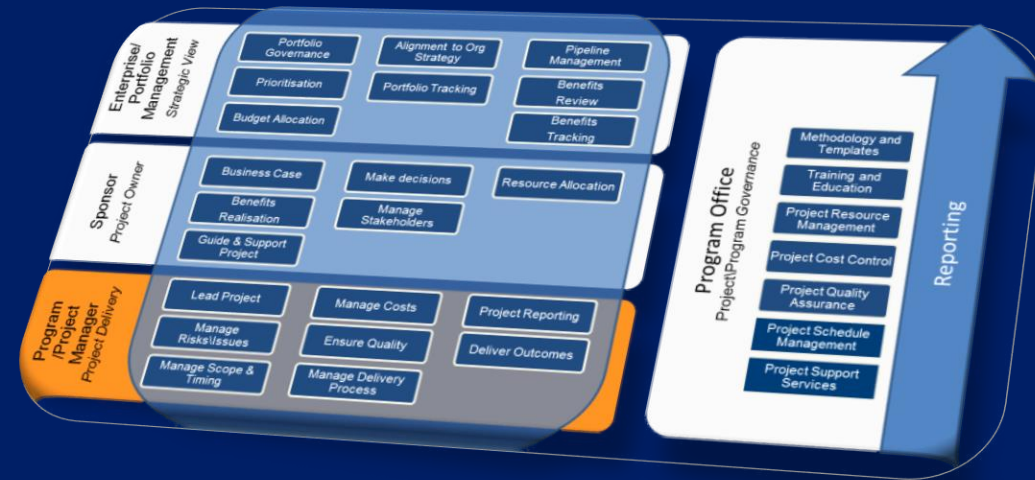 Enterprise/
Portfolio
Management
Strategic View
Portfolio
Governance
Alignment to Org
Strategy
Pipeline
Management
Prioritisation
Portfolio Tracking
Benefits
Review
Budget Allocation
Benefits
Tracking
Sponsor
Project Owner
Business Case
Make decisions
Resource Allocation
Benefits
Realisation
Manage
Stakeholders
Guide & Support
Project
Program
/Project
Manager
Project Delivery
Lead Project
Manage Costs
Project Reporting
Manage
Risks\Issues
Ensure Quality
Deliver Outcomes
Manage Scope &
Timing
Manage Delivery
Process
Program Office
Project\Program Governance
Methodology and
Templates
Training and
Education
Project Resource
Management
Project Cost Control
Project Quality
Assurance
Project Schedule
Management
Project Support
Services
Reporting